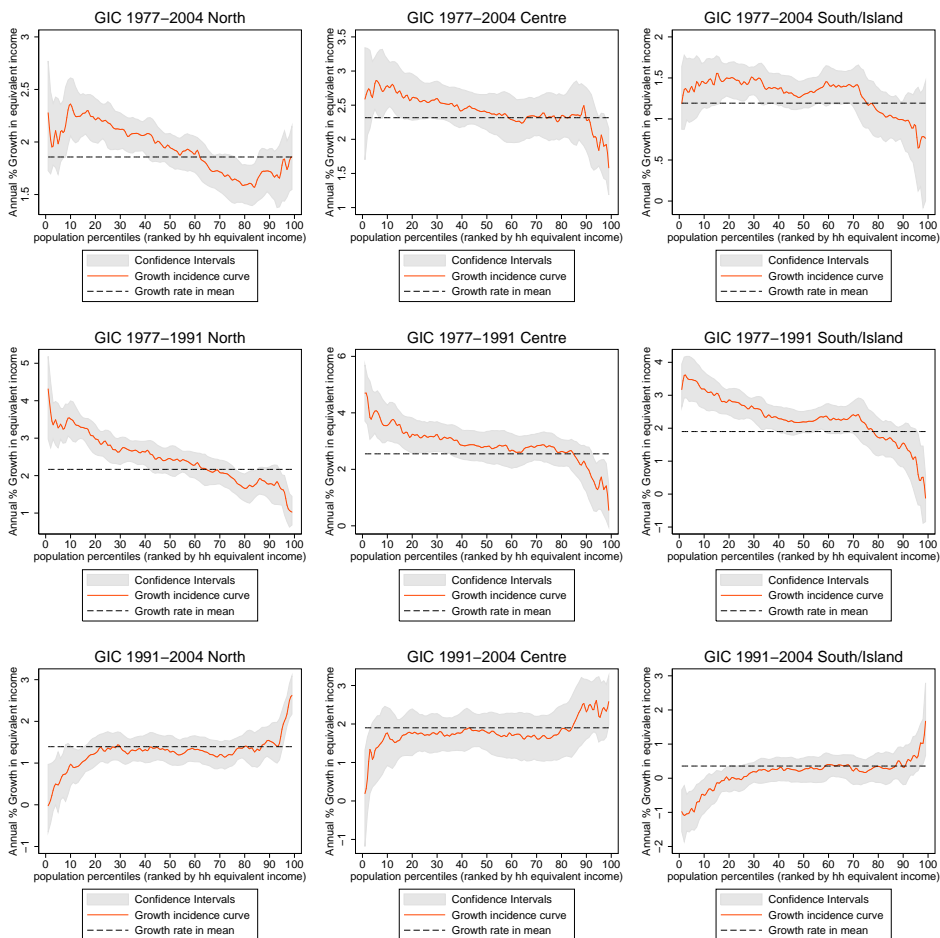 GIC 1977−2004 North
Annual % Growth in equivalent income
1.5 2 2.5 3
0 10 20 30 40 50 60 70 80 90 100
population percentiles (ranked by hh equivalent income)
Confidence Intervals
Growth incidence curve
Growth rate in mean
GIC 1977−2004 Centre
Annual % Growth in equivalent income
1 1.5 2 2.5 3 3.5
0 10 20 30 40 50 60 70 80 90 100
population percentiles (ranked by hh equivalent income)
Confidence Intervals
Growth incidence curve
Growth rate in mean
GIC 1977−2004 South/Island
Annual % Growth in equivalent income
0 .5 1 1.5 2
0 10 20 30 40 50 60 70 80 90 100
population percentiles (ranked by hh equivalent income)
Confidence Intervals
Growth incidence curve
Growth rate in mean
GIC 1977−1991 North
Annual % Growth in equivalent income
1 2 3 4 5
0 10 20 30 40 50 60 70 80 90 100
population percentiles (ranked by hh equivalent income)
Confidence Intervals
Growth incidence curve
Growth rate in mean
GIC 1977−1991 Centre
Annual % Growth in equivalent income
0 2 4 6
0 10 20 30 40 50 60 70 80 90 100
population percentiles (ranked by hh equivalent income)
Confidence Intervals
Growth incidence curve
Growth rate in mean
GIC 1977−1991 South/Island
Annual % Growth in equivalent income
−1 0 1 2 3 4
0 10 20 30 40 50 60 70 80 90 100
population percentiles (ranked by hh equivalent income)
Confidence Intervals
Growth incidence curve
Growth rate in mean
GIC 1991−2004 North
Annual % Growth in equivalent income
−1 0 1 2 3
0 10 20 30 40 50 60 70 80 90 100
population percentiles (ranked by hh equivalent income)
Confidence Intervals
Growth incidence curve
Growth rate in mean
GIC 1991−2004 Centre
Annual % Growth in equivalent income
−1 0 1 2 3
0 10 20 30 40 50 60 70 80 90 100
population percentiles (ranked by hh equivalent income)
Confidence Intervals
Growth incidence curve
Growth rate in mean
GIC 1991−2004 South/Island
Annual % Growth in equivalent income
−2 −1 0 1 2 3
0 10 20 30 40 50 60 70 80 90 100
population percentiles (ranked by hh equivalent income)
Confidence Intervals
Growth incidence curve
Growth rate in mean